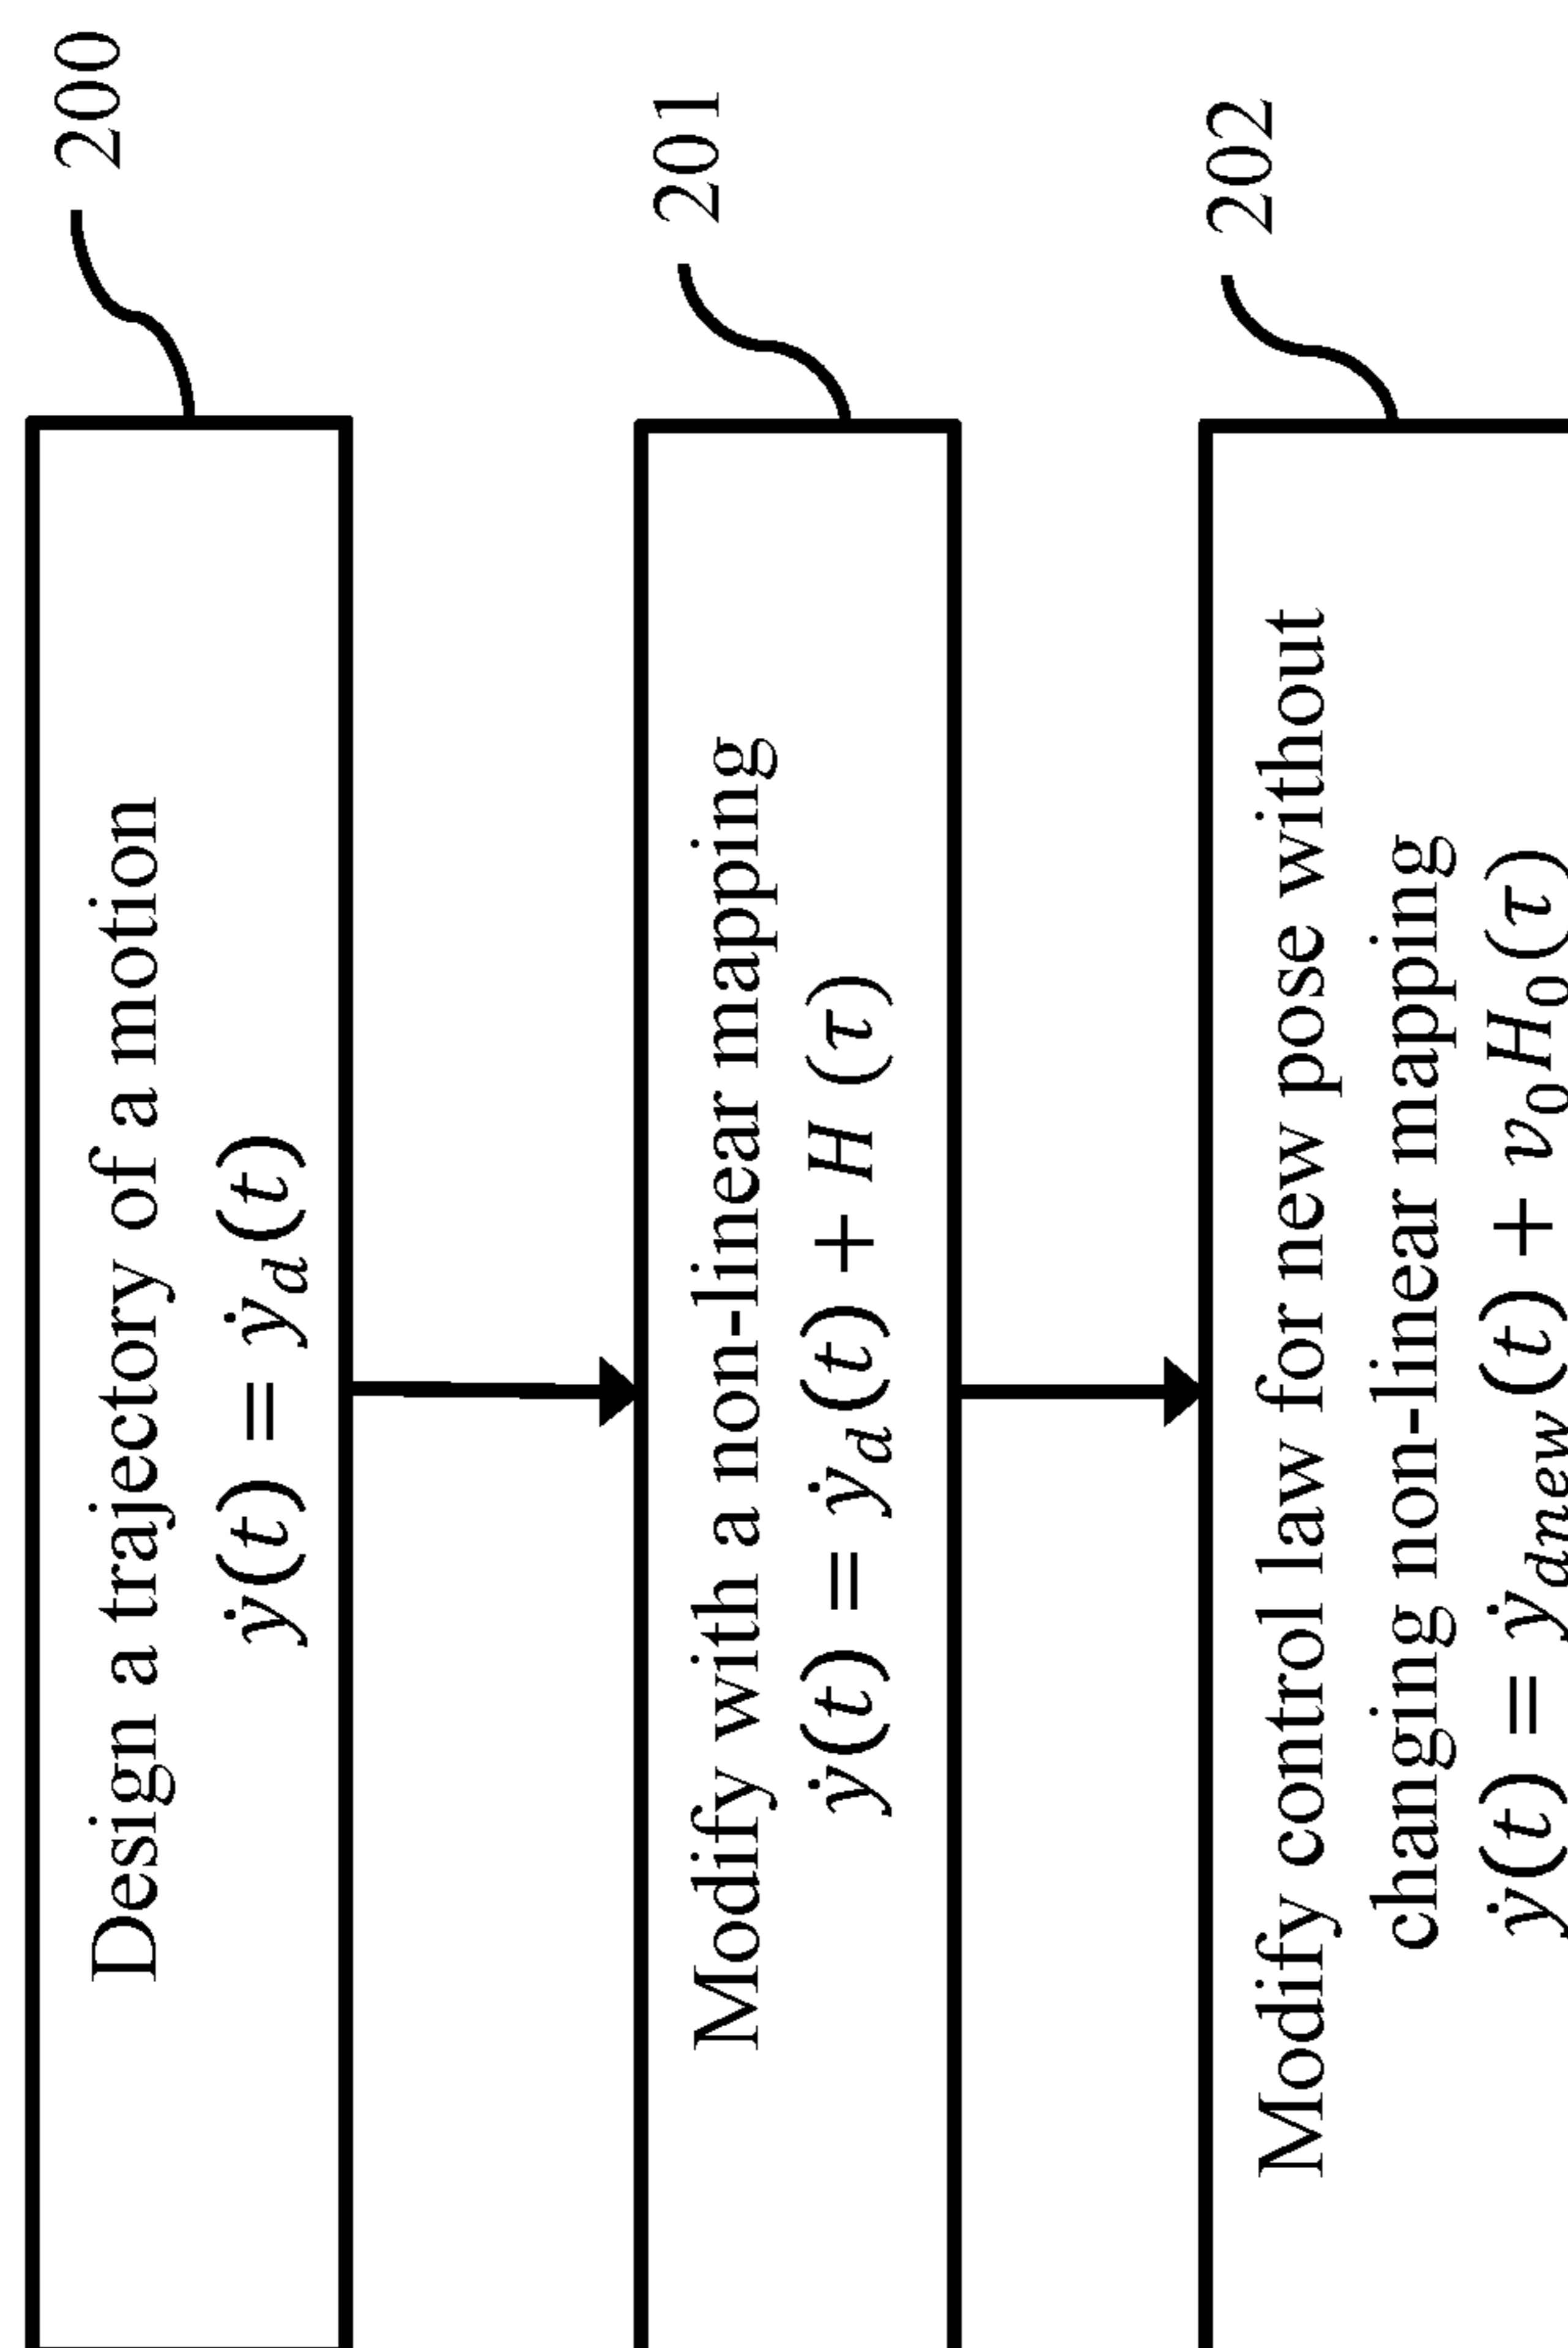 200
Design a trajectory of a motion
ẏ(t) = ẏ_d(t)
201
Modify with a non-linear mapping
ẏ(t) = ẏ_d(t) + H (τ)
202
Modify control law for new pose without
changing non-linear mapping
ẏ(t) = ẏ_dnew(t) + v_0H_0(τ)